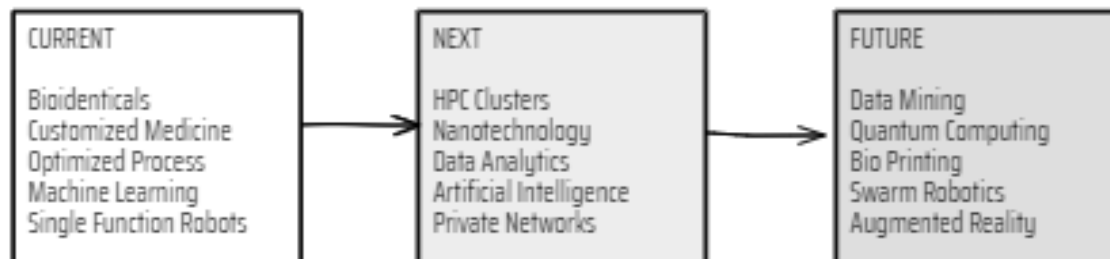 CURRENT
Bioidenticals
Customized Medicine
Optimized Process
Machine Learning
Single Function Robots
NEXT
HPC Clusters
Nanotechnology
Data Analytics
Artificial Intelligence
Private Networks
FUTURE
Data Mining
Quantum Computing
Bio Printing
Swarm Robotics
Augmented Reality